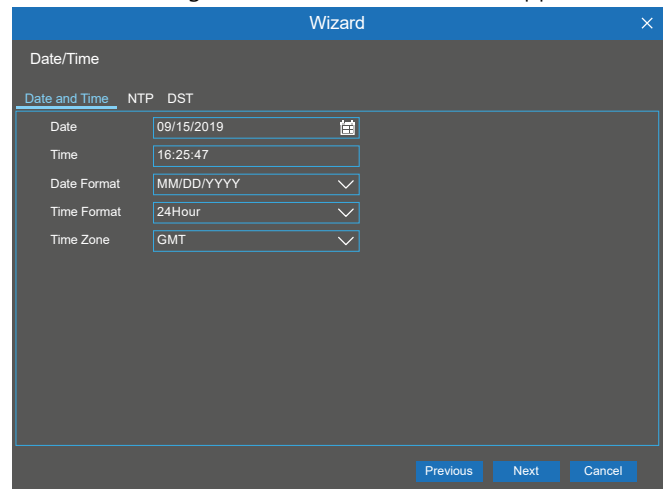 Wizard
Date/Time
Date and Time NTP DST
Date 09/15/2019
Time 16:25:47
Date Format MM/DD/YYYY
Time Format 24Hour
Time Zone GMT
Previous Next Cancel